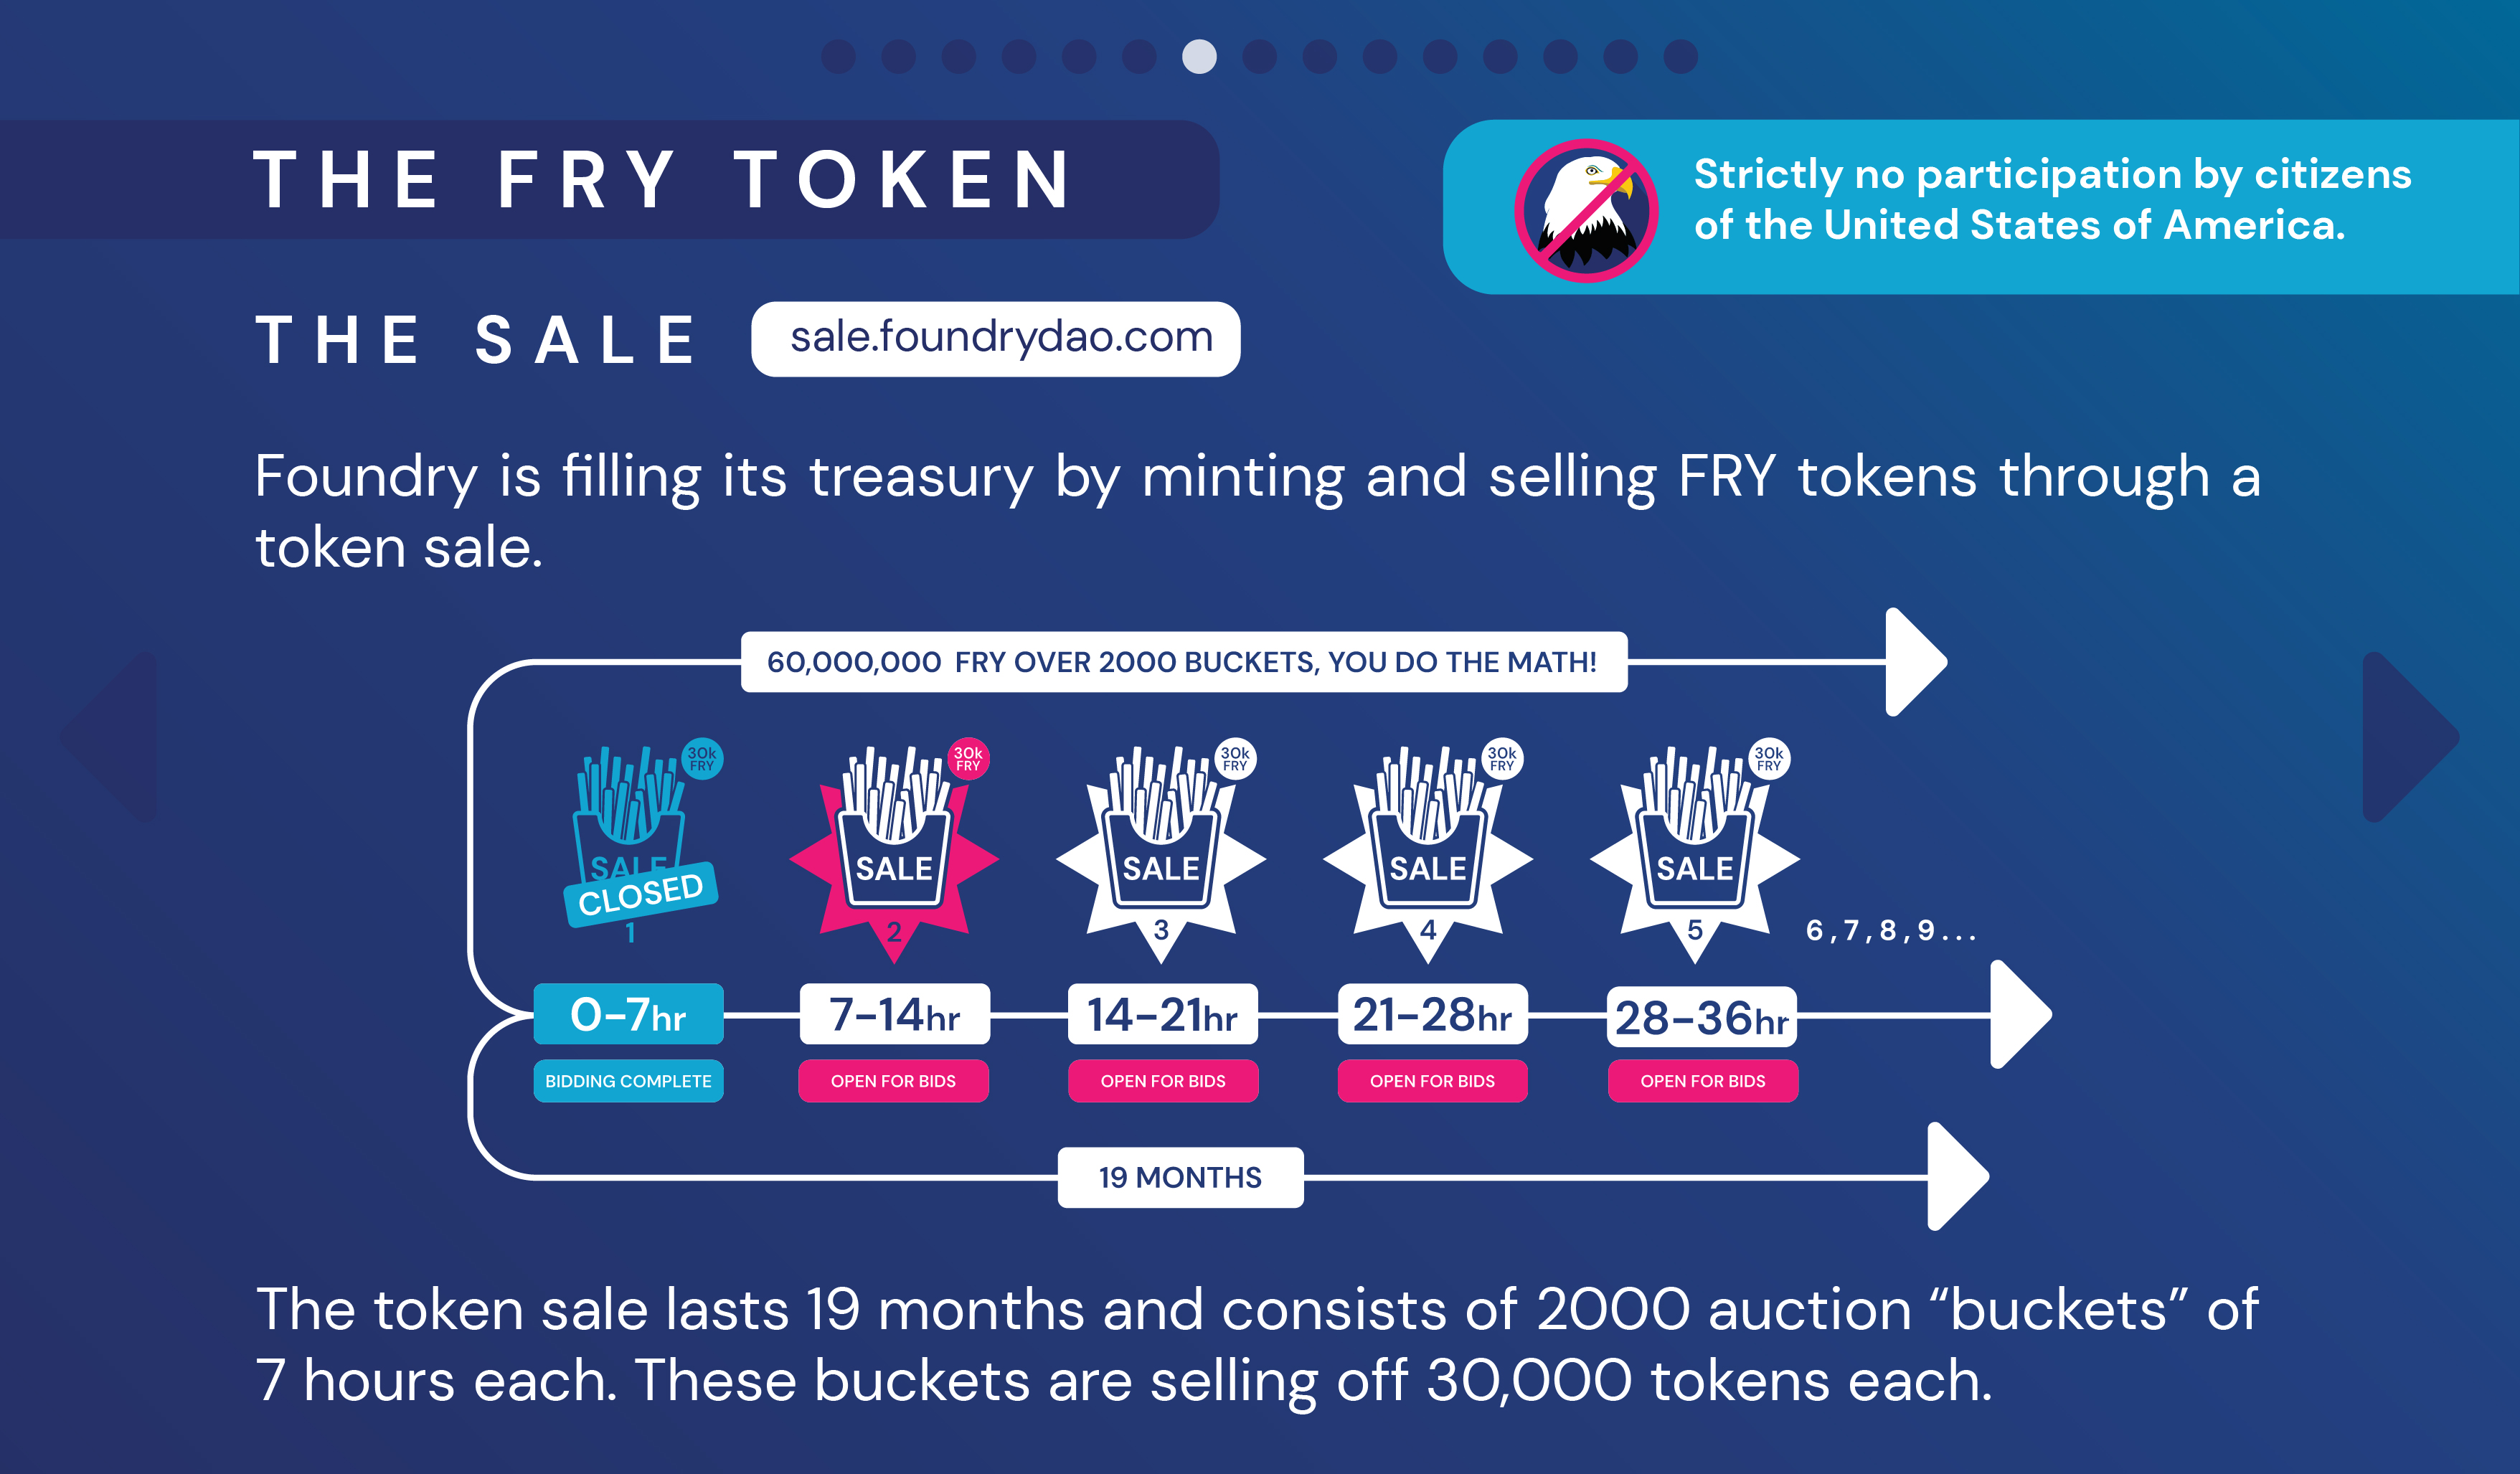 THE FRY TOKEN
Strictly no participation by citizens
of the United States of America.
THE SALE
sale.foundrydao.com
Foundry is filling its treasury by minting and selling FRY tokens through a
token sale.
60,000,000 FRY OVER 2000 BUCKETS, YOU DO THE MATH!
30k
FRY
30k
FRY
30k
FRY
30k
FRY
30k
FRY
SALE
SALE
SALE
SALE
SALE
CLOSED
1
2
3
4
5
6,7,8,9...
0-7hr
7-14hr
14-21hr
21-28hr
28-36hr
BIDDING COMPLETE
OPEN FOR BIDS
OPEN FOR BIDS
OPEN FOR BIDS
OPEN FOR BIDS
19 MONTHS
The token sale lasts 19 months and consists of 2000 auction “buckets” of
7 hours each. These buckets are selling off 30,000 tokens each.